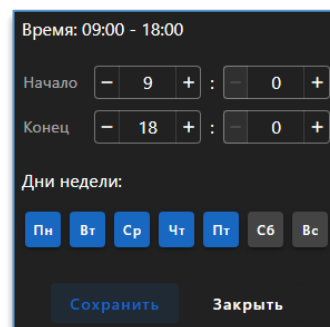 Время: 09:00 - 18:00
Начало − 9 + : − 0 +
Конец − 18 + : − 0 +
Дни недели:
Пн Вт Ср Чт Пт Сб Вс
Сохранить Закрыть